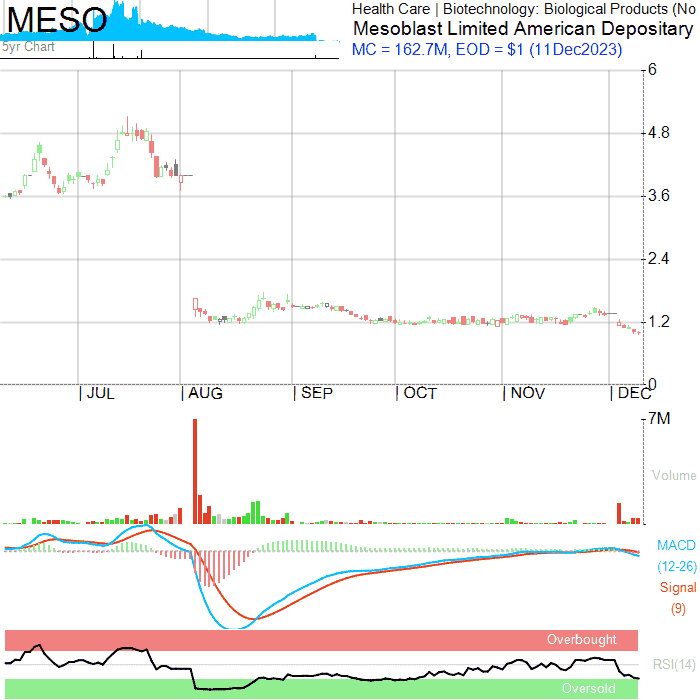 MESO
5yr Chart
Health Care | Biotechnology: Biological Products (No
Mesoblast Limited American Depositary
MC = 162.7M, EOD = $1 (11Dec2023)
6
4.8
3.6
2.4
1.2
0
| JUL
| AUG
| SEP
| OCT
| NOV
| DEC
7M
Volume
MACD
(12-26)
Signal
(9)
Overbought
RSI(14)
Oversold